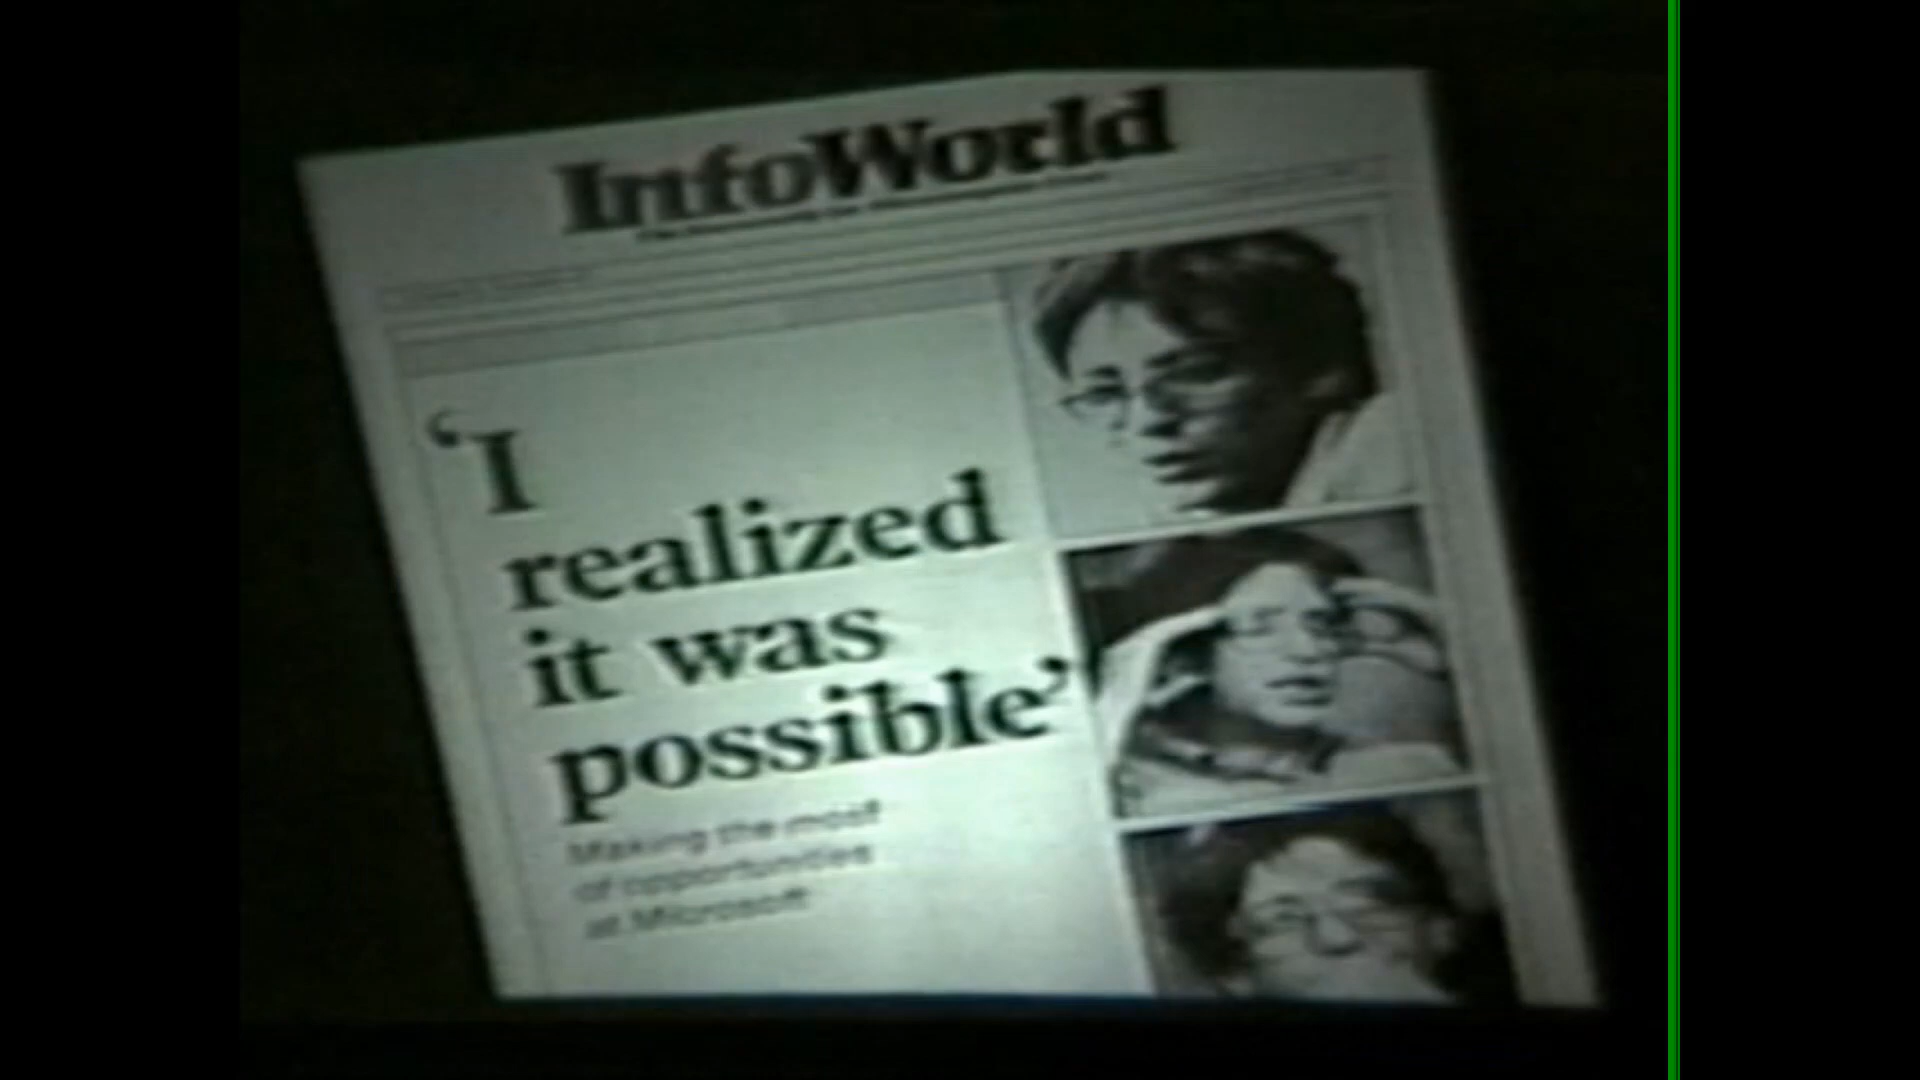 InfoWorld
‘I
realized
it was
possible’
Making the most
of opportunities
at Microsoft